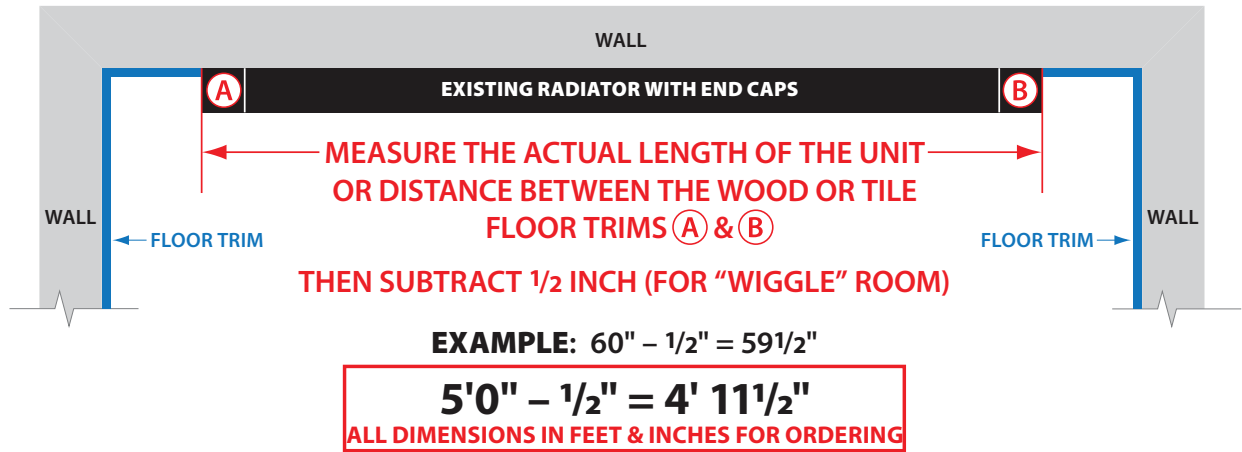 WALL
A EXISTING RADIATOR WITH END CAPS B
MEASURE THE ACTUAL LENGTH OF THE UNIT
OR DISTANCE BETWEEN THE WOOD OR TILE
WALL
WALL
FLOOR TRIMS A & B
FLOOR TRIM
FLOOR TRIM
THEN SUBTRACT 1/2 INCH (FOR “WIGGLE” ROOM)
EXAMPLE: 60" – 1/2" = 591/2"
5'0" – 1/2" = 4' 111/2"
ALL DIMENSIONS IN FEET & INCHES FOR ORDERING